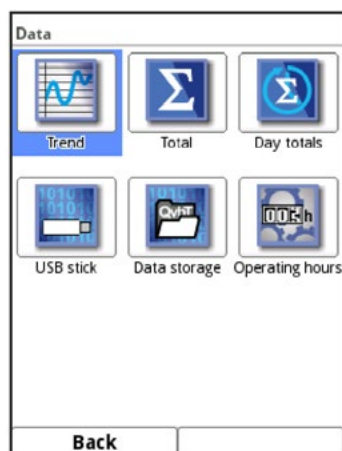 Data
Trend
Total
Day totals
USB stick
Data storage
Operating hours
Back